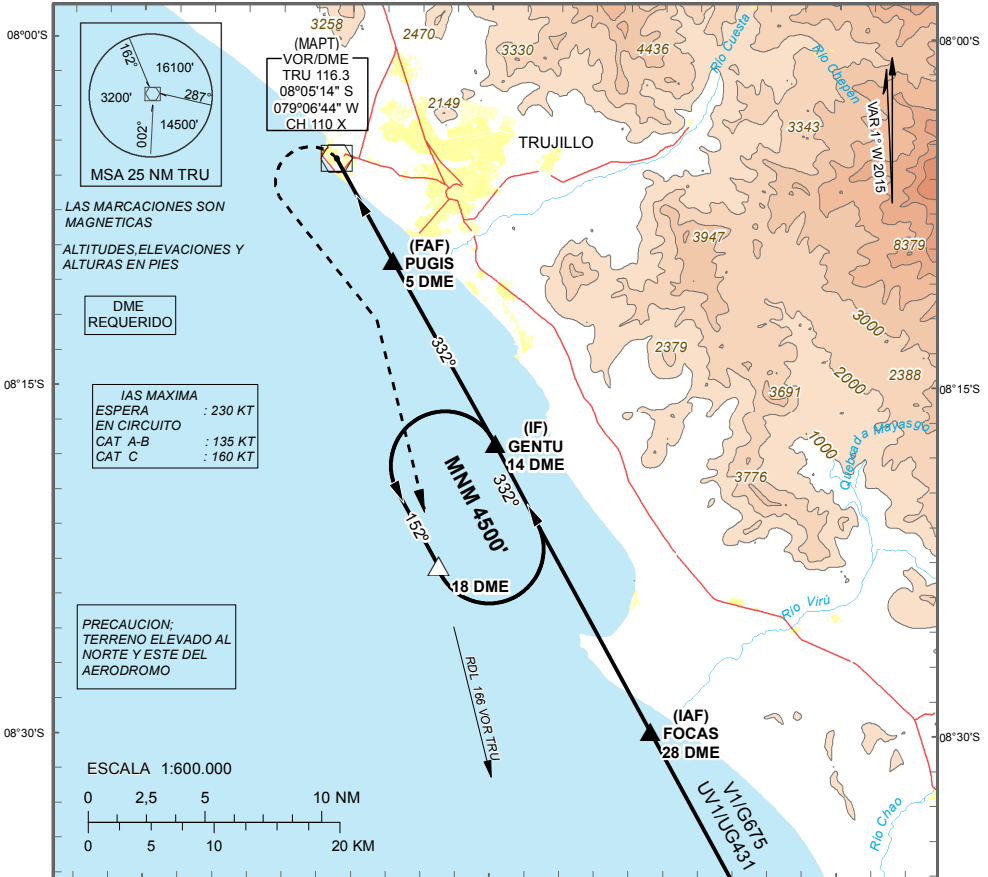 08°00'S
162°
16100'
3200'
287°
14500'
002°
MSA 25 NM TRU
LAS MARCACIONES SON
MAGNETICAS
ALTITUDES,ELEVACIONES Y
ALTURAS EN PIES
DME
REQUERIDO
IAS MAXIMA
ESPERA : 230 KT
EN CIRCUITO
CAT A-B : 135 KT
CAT C : 160 KT
PRECAUCION;
TERRENO ELEVADO AL
NORTE Y ESTE DEL
AERODROMO
ESCALA 1:600.000
0 2,5 5 10 NM
0 5 10 20 KM
08°15'S
08°30'S
3258
2470
3330
4436
(MAPT)
VOR/DME
TRU 116.3
08°05'14" S
079°06'44" W
CH 110 X
2149
TRUJILLO
Rio Cuesta
Rio Chepén
3343
VAR 1° W 2015
08°00'S
3947
8379
(FAF)
PUGIS
5 DME
332º
2379
3000
2000
2388
3691
1000
Quebrada Mayasgo
3776
08°15'S
(IF)
GENTU
14 DME
332º
MNM 4500'
152º
18 DME
RDL 166 VOR TRU
Rio Virú
(IAF)
FOCAS
28 DME
08°30'S
V1/G675
UV1/UG431
Rio Chao